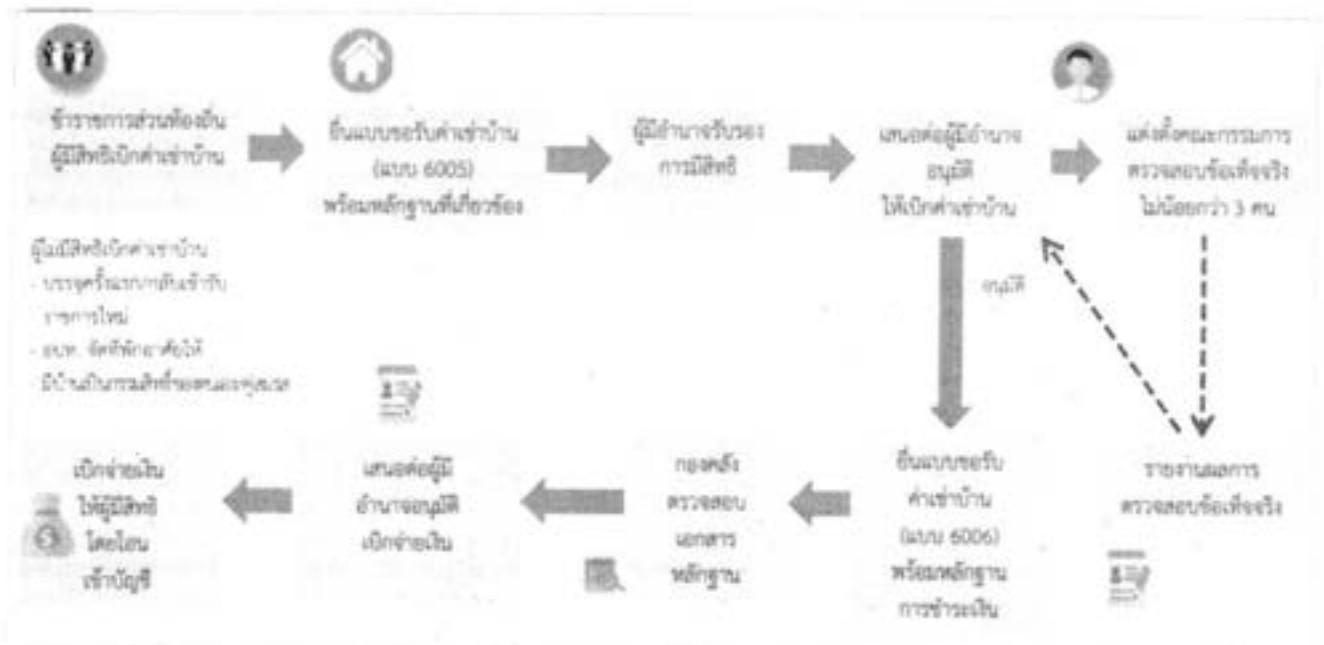 ข้าราชการส่วนท้องถิ่น
ผู้มีสิทธิเบิกค่าเช่าบ้าน
ยื่นแบบขอรับค่าเช่าบ้าน
(แบบ 6005)
พร้อมหลักฐานที่เกี่ยวข้อง
ผู้มีอำนาจรับรอง
การมีสิทธิ
เสนอต่อผู้มีอำนาจ
อนุมัติ
ให้เบิกค่าเช่าบ้าน
แต่งตั้งคณะกรรมการ
ตรวจสอบข้อเท็จจริง
ไม่น้อยกว่า 3 คน
ผู้ไม่มีสิทธิเบิกค่าเช่าบ้าน
- บรรจุครั้งแรก/กลับเข้ารับ
ราชการใหม่
- อปท. จัดที่พักอาศัยให้
- มีบ้านเป็นกรรมสิทธิ์ของตนเอง/คู่สมรส
อนุมัติ
รายงานผลการ
ตรวจสอบข้อเท็จจริง
ยื่นแบบขอรับ
ค่าเช่าบ้าน
(แบบ 6006)
พร้อมหลักฐาน
การชำระเงิน
กองคลัง
ตรวจสอบ
เอกสาร
หลักฐาน
เสนอต่อผู้มี
อำนาจอนุมัติ
เบิกจ่ายเงิน
เบิกจ่ายเงิน
ให้ผู้มีสิทธิ
โดยโอน
เข้าบัญชี